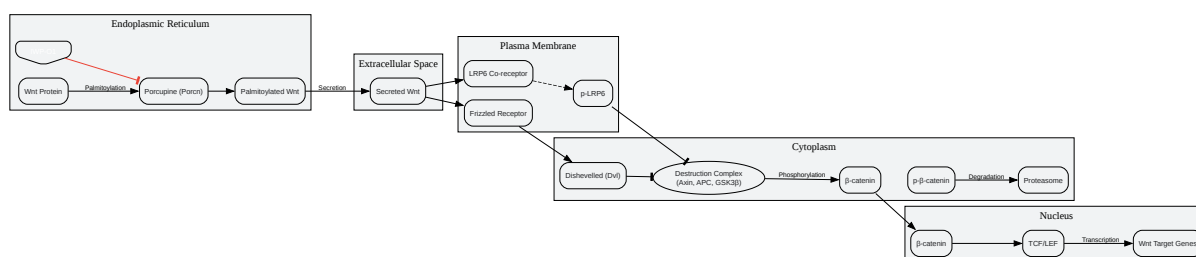 Endoplasmic Reticulum
Wnt Protein
Palmitoylation
Porcupine (Porcn)
Palmitoylated Wnt
Secretion
Extracellular Space
Secreted Wnt
Plasma Membrane
LRP6 Co-receptor
p-LRP6
Frizzled Receptor
Cytoplasm
Dishevelled (Dvl)
Destruction Complex
(Axin, APC, GSK3β)
Phosphorylation
β-catenin
p-β-catenin
Degradation
Proteasome
Nucleus
β-catenin
TCF/LEF
Transcription
Wnt Target Genes